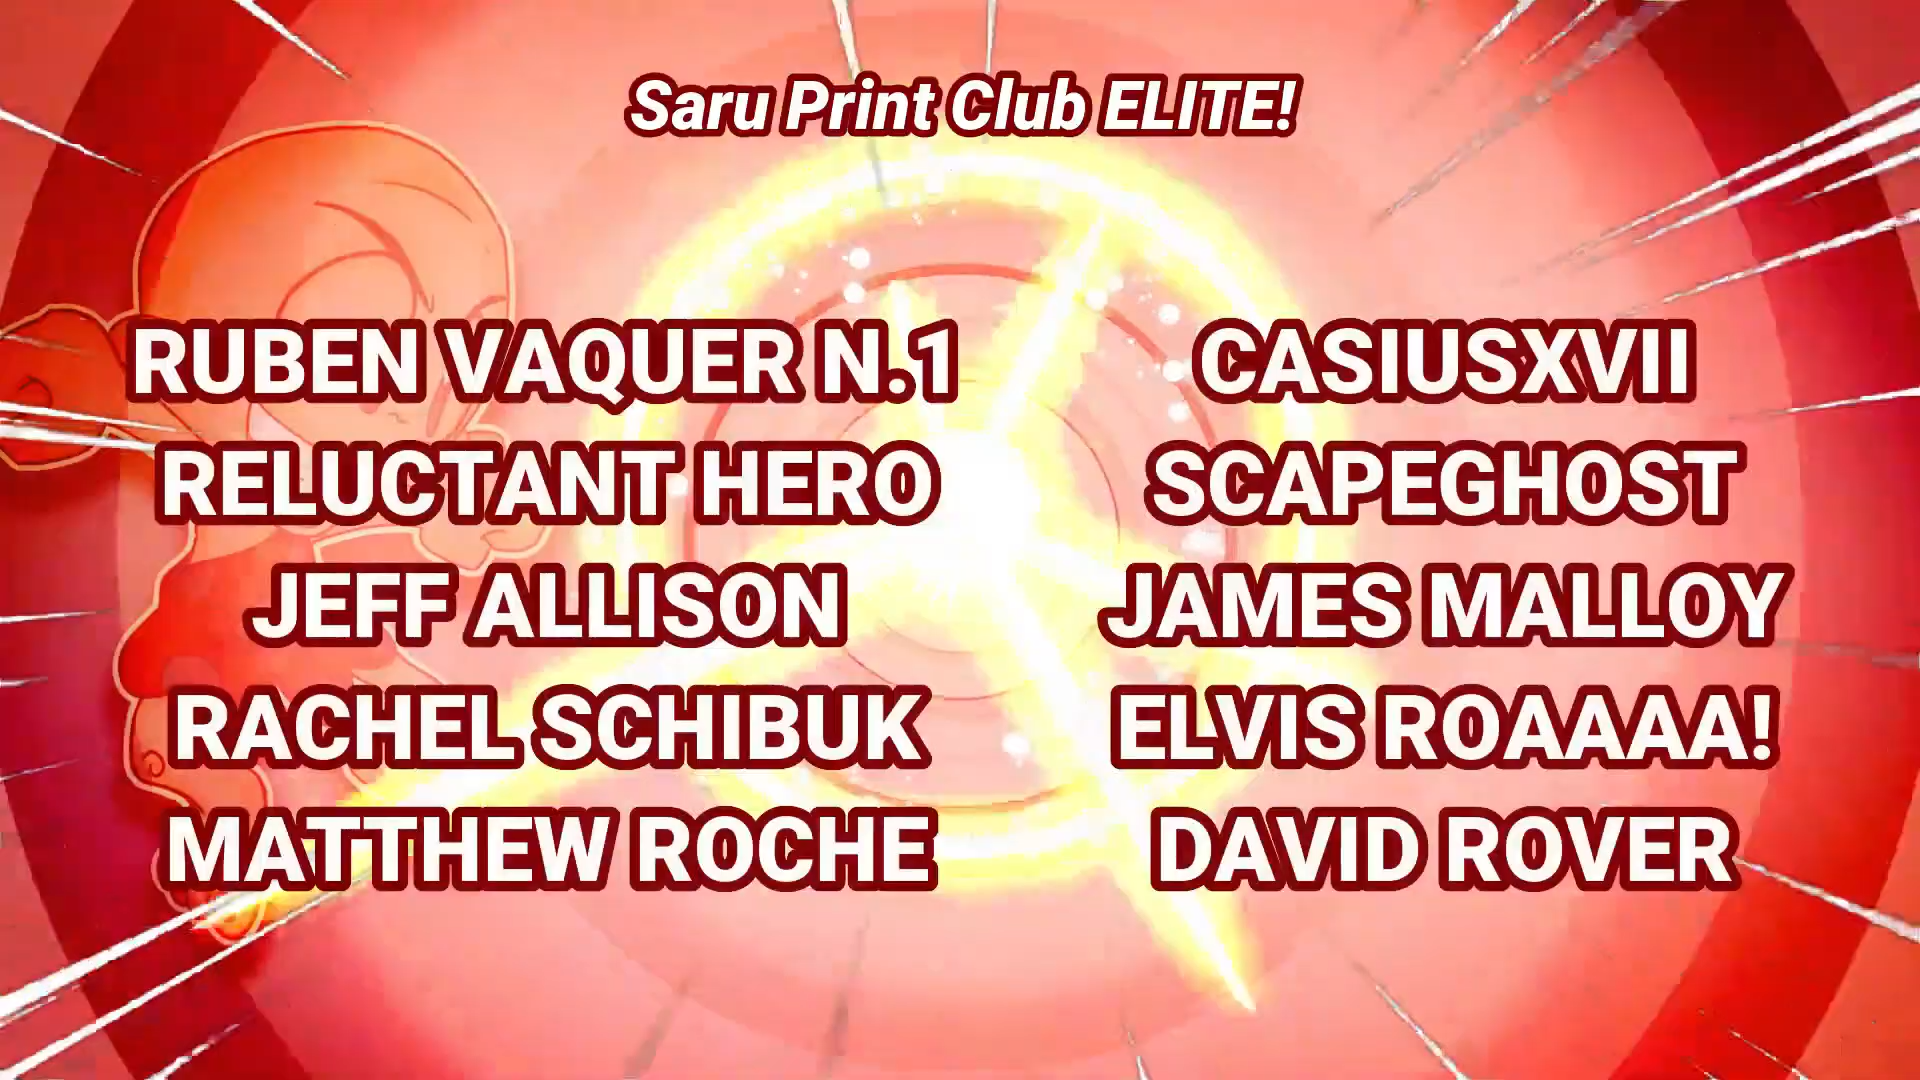 Saru Print Club ELITE!
RUBEN VAQUER N.1
RELUCTANT HERO
JEFF ALLISON
RACHEL SCHIBUK
MATTHEW ROCHE
CASIUSXVII
SCAPEGHOST
JAMES MALLOY
ELVIS ROAAAA!
DAVID ROVER